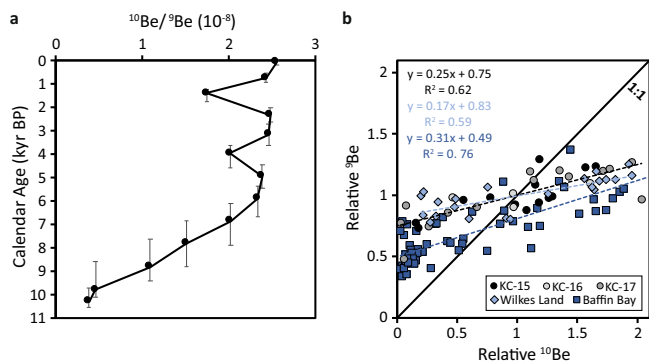 a
¹⁰Be/⁹Be (10⁻⁸)
0 1 2 3
Calendar Age (kyr BP)
0
1
2
3
4
5
6
7
8
9
10
11
b
y = 0.25x + 0.75
R² = 0.62
y = 0.17x + 0.83
R² = 0.59
y = 0.31x + 0.49
R² = 0.76
1:1
Relative ⁹Be
2
1.5
1
0.5
0
KC-15 KC-16 KC-17
Wilkes Land Baffin Bay
0 0.5 1 1.5 2
Relative ¹⁰Be